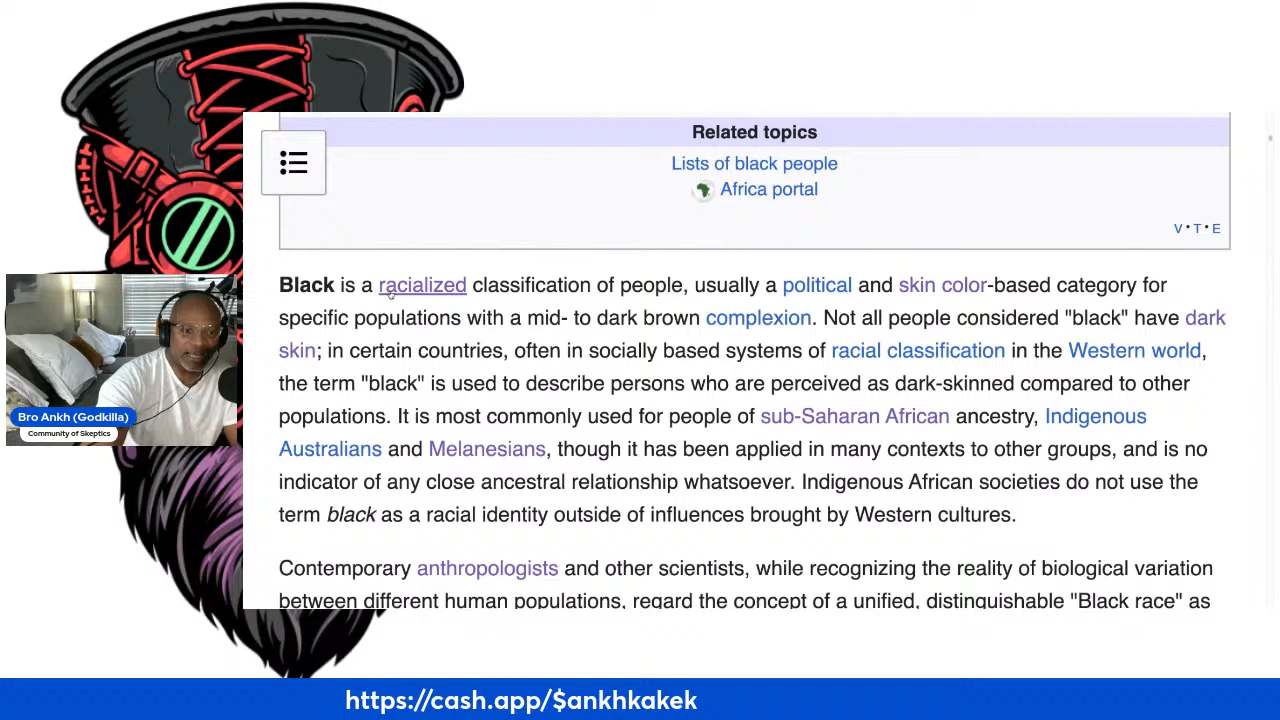 Related topics
Lists of black people
Africa portal
V • T • E
Black is a racialized classification of people, usually a political and skin color-based category for
specific populations with a mid- to dark brown complexion. Not all people considered "black" have dark
skin; in certain countries, often in socially based systems of racial classification in the Western world,
the term "black" is used to describe persons who are perceived as dark-skinned compared to other
populations. It is most commonly used for people of sub-Saharan African ancestry, Indigenous
Australians and Melanesians, though it has been applied in many contexts to other groups, and is no
indicator of any close ancestral relationship whatsoever. Indigenous African societies do not use the
term black as a racial identity outside of influences brought by Western cultures.
Contemporary anthropologists and other scientists, while recognizing the reality of biological variation
between different human populations, regard the concept of a unified, distinguishable "Black race" as
Bro Ankh (Godkilla)
Community of Skeptics
https://cash.app/$ankhkakek